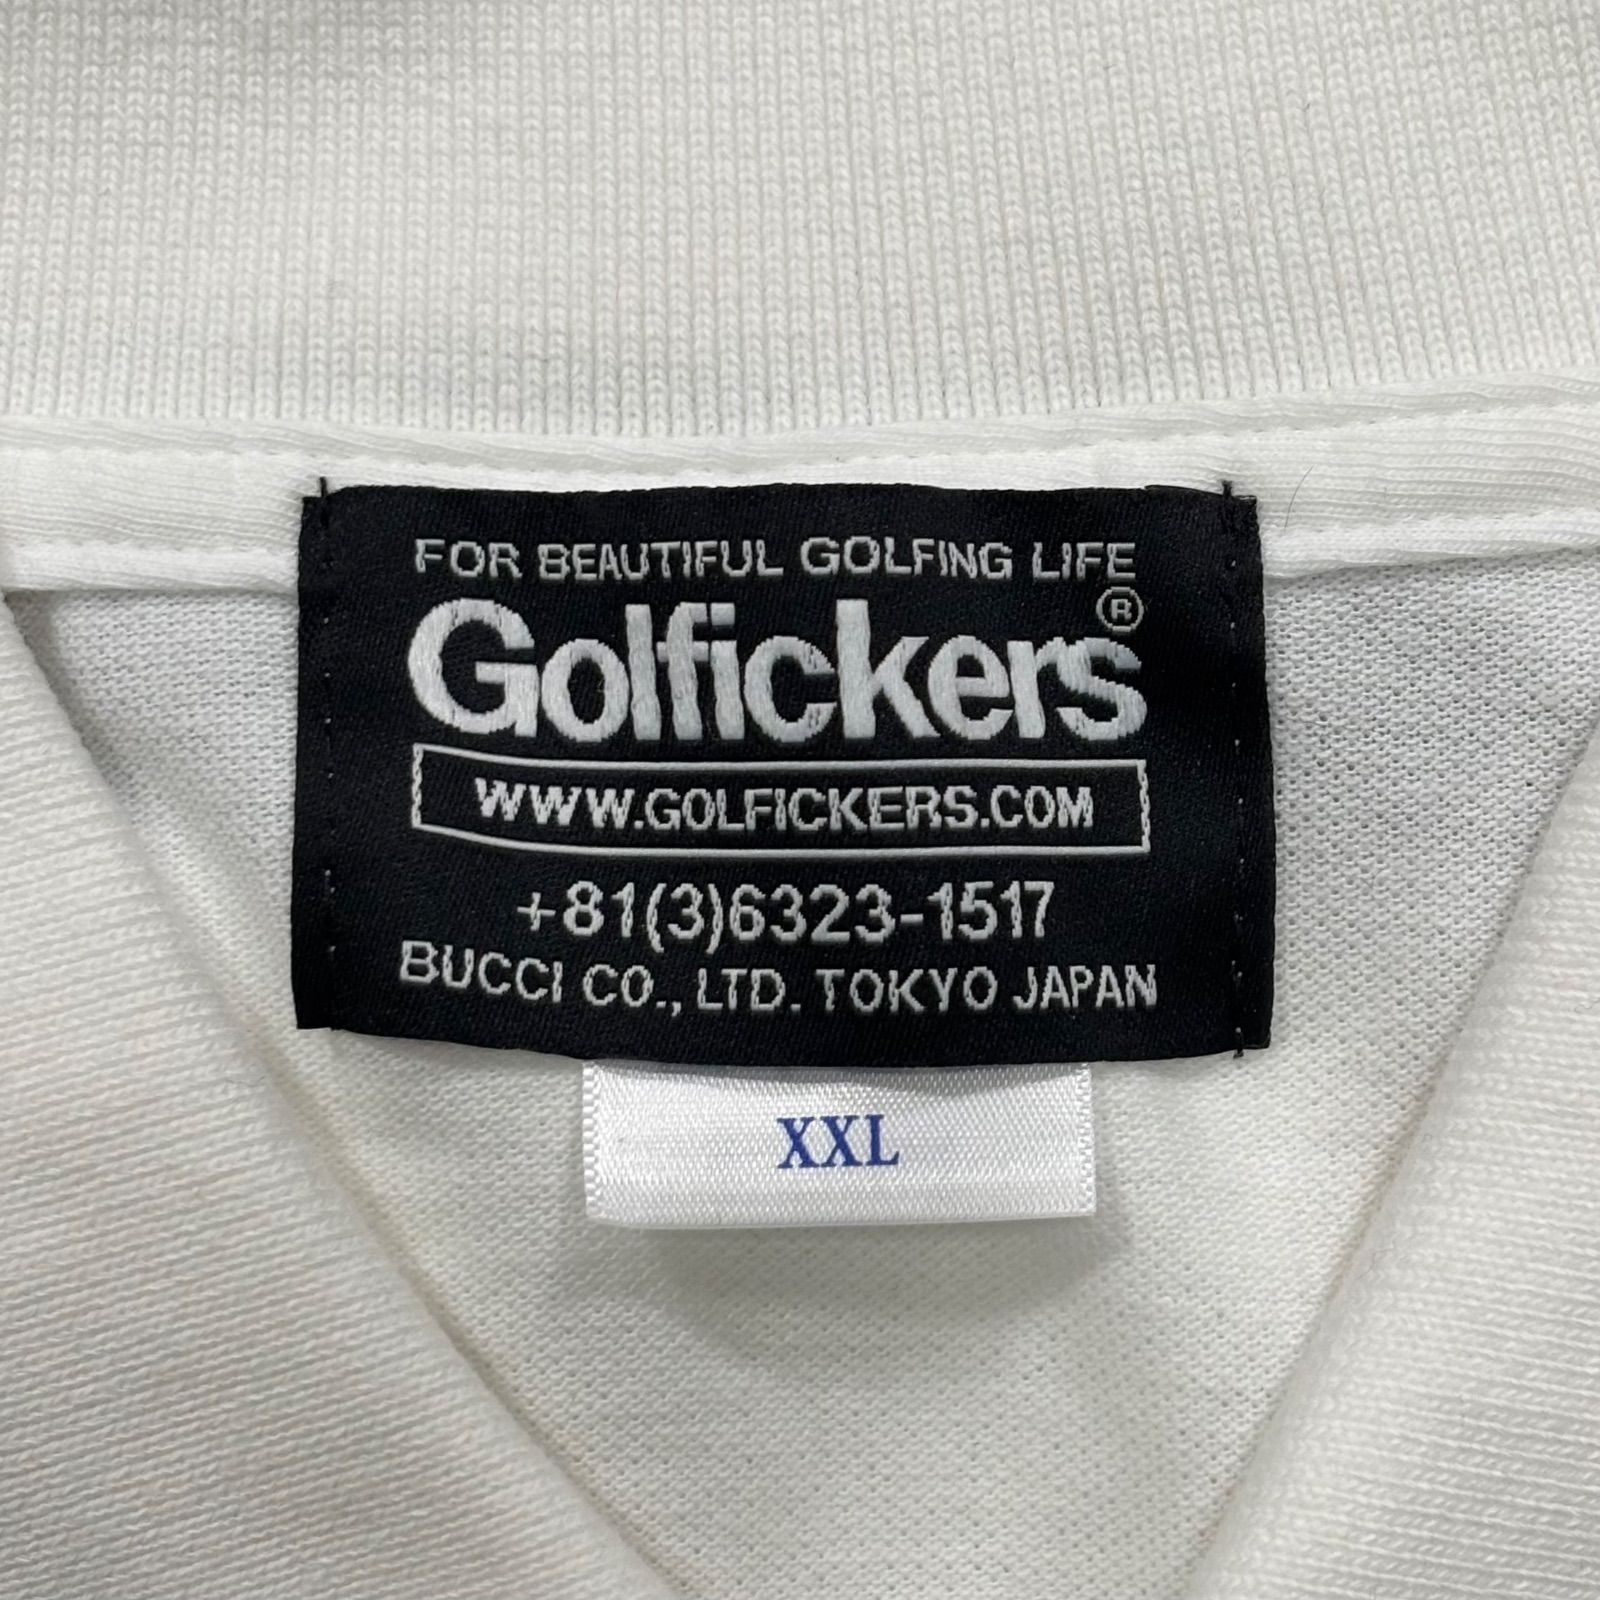 FOR BEAUTIFUL GOLFING LIFE
Golfickers®
WWW.GOLFICKERS.COM
+81(3)6323-1517
BUCCI CO., LTD. TOKYO JAPAN
XXL